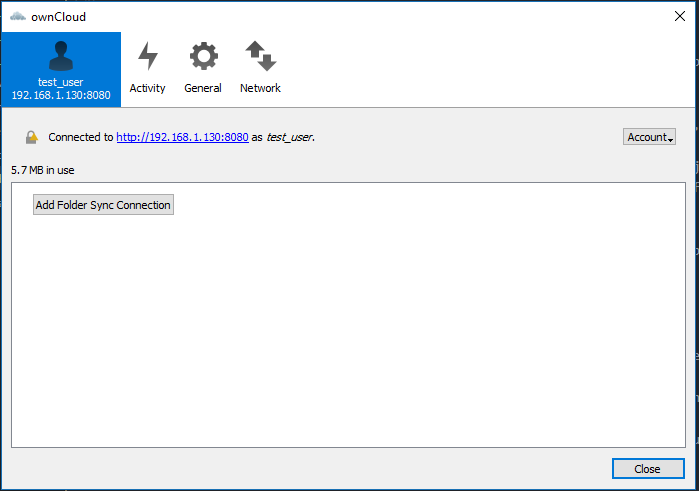 ownCloud
test_user
192.168.1.130:8080
Activity
General
Network
Connected to http://192.168.1.130:8080 as test_user.
Account
5.7 MB in use
Add Folder Sync Connection
Close